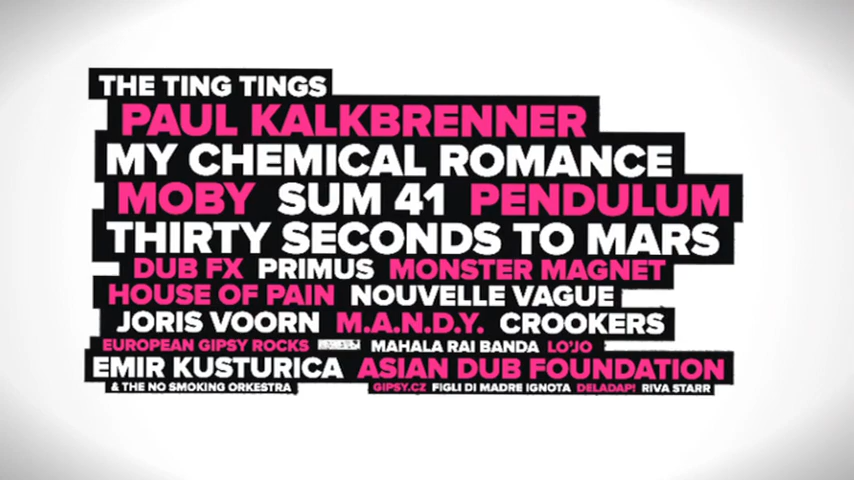 THE TING TINGS
PAUL KALKBRENNER
MY CHEMICAL ROMANCE
MOBY SUM 41 PENDULUM
THIRTY SECONDS TO MARS
DUB FX PRIMUS MONSTER MAGNET
HOUSE OF PAIN NOUVELLE VAGUE
JORIS VOORN M.A.N.D.Y. CROOKERS
EUROPEAN GIPSY ROCKS MAHALA RAI BANDA LO'JO
EMIR KUSTURICA ASIAN DUB FOUNDATION
& THE NO SMOKING ORKESTRA GIPSY.CZ FIGLI DI MADRE IGNOTA DELADAP! RIVA STARR